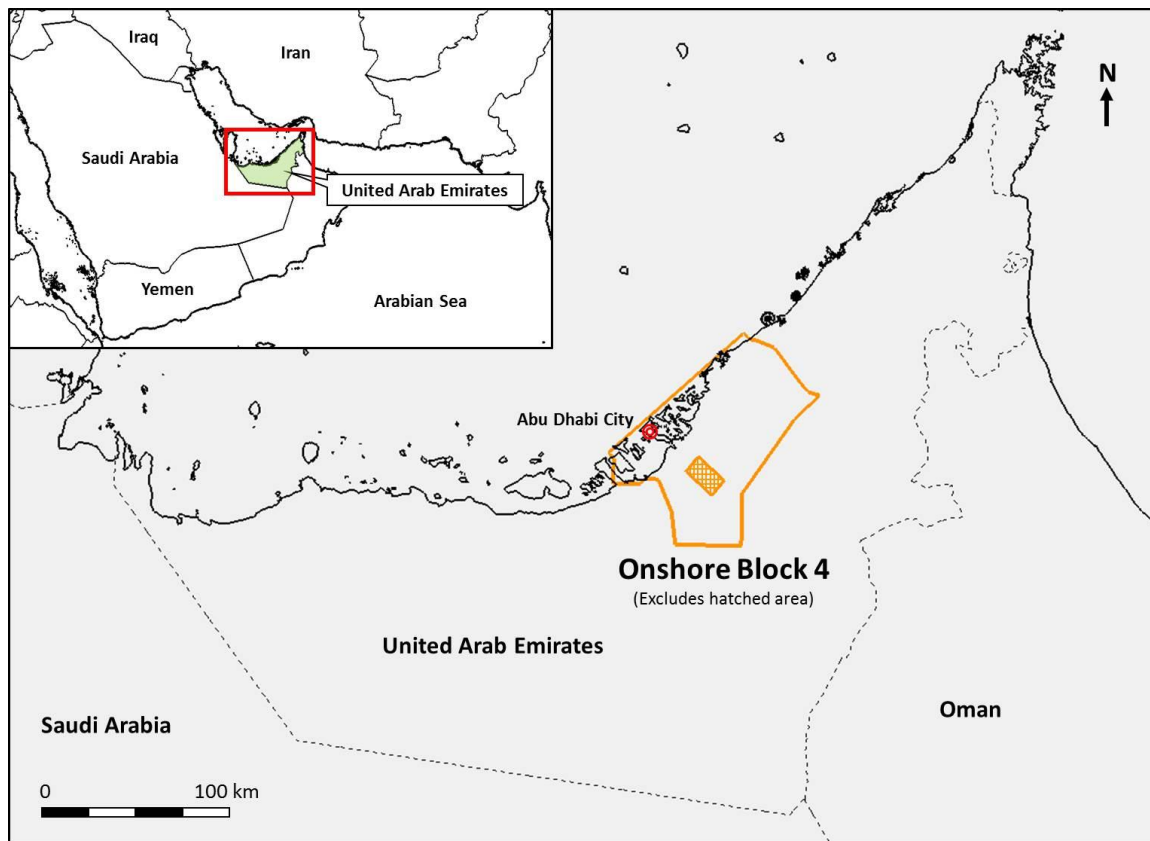 Iraq
Iran
Saudi Arabia
United Arab Emirates
Yemen
Arabian Sea
N
Abu Dhabi City
Onshore Block 4
(Excludes hatched area)
United Arab Emirates
Saudi Arabia
Oman
0 100 km